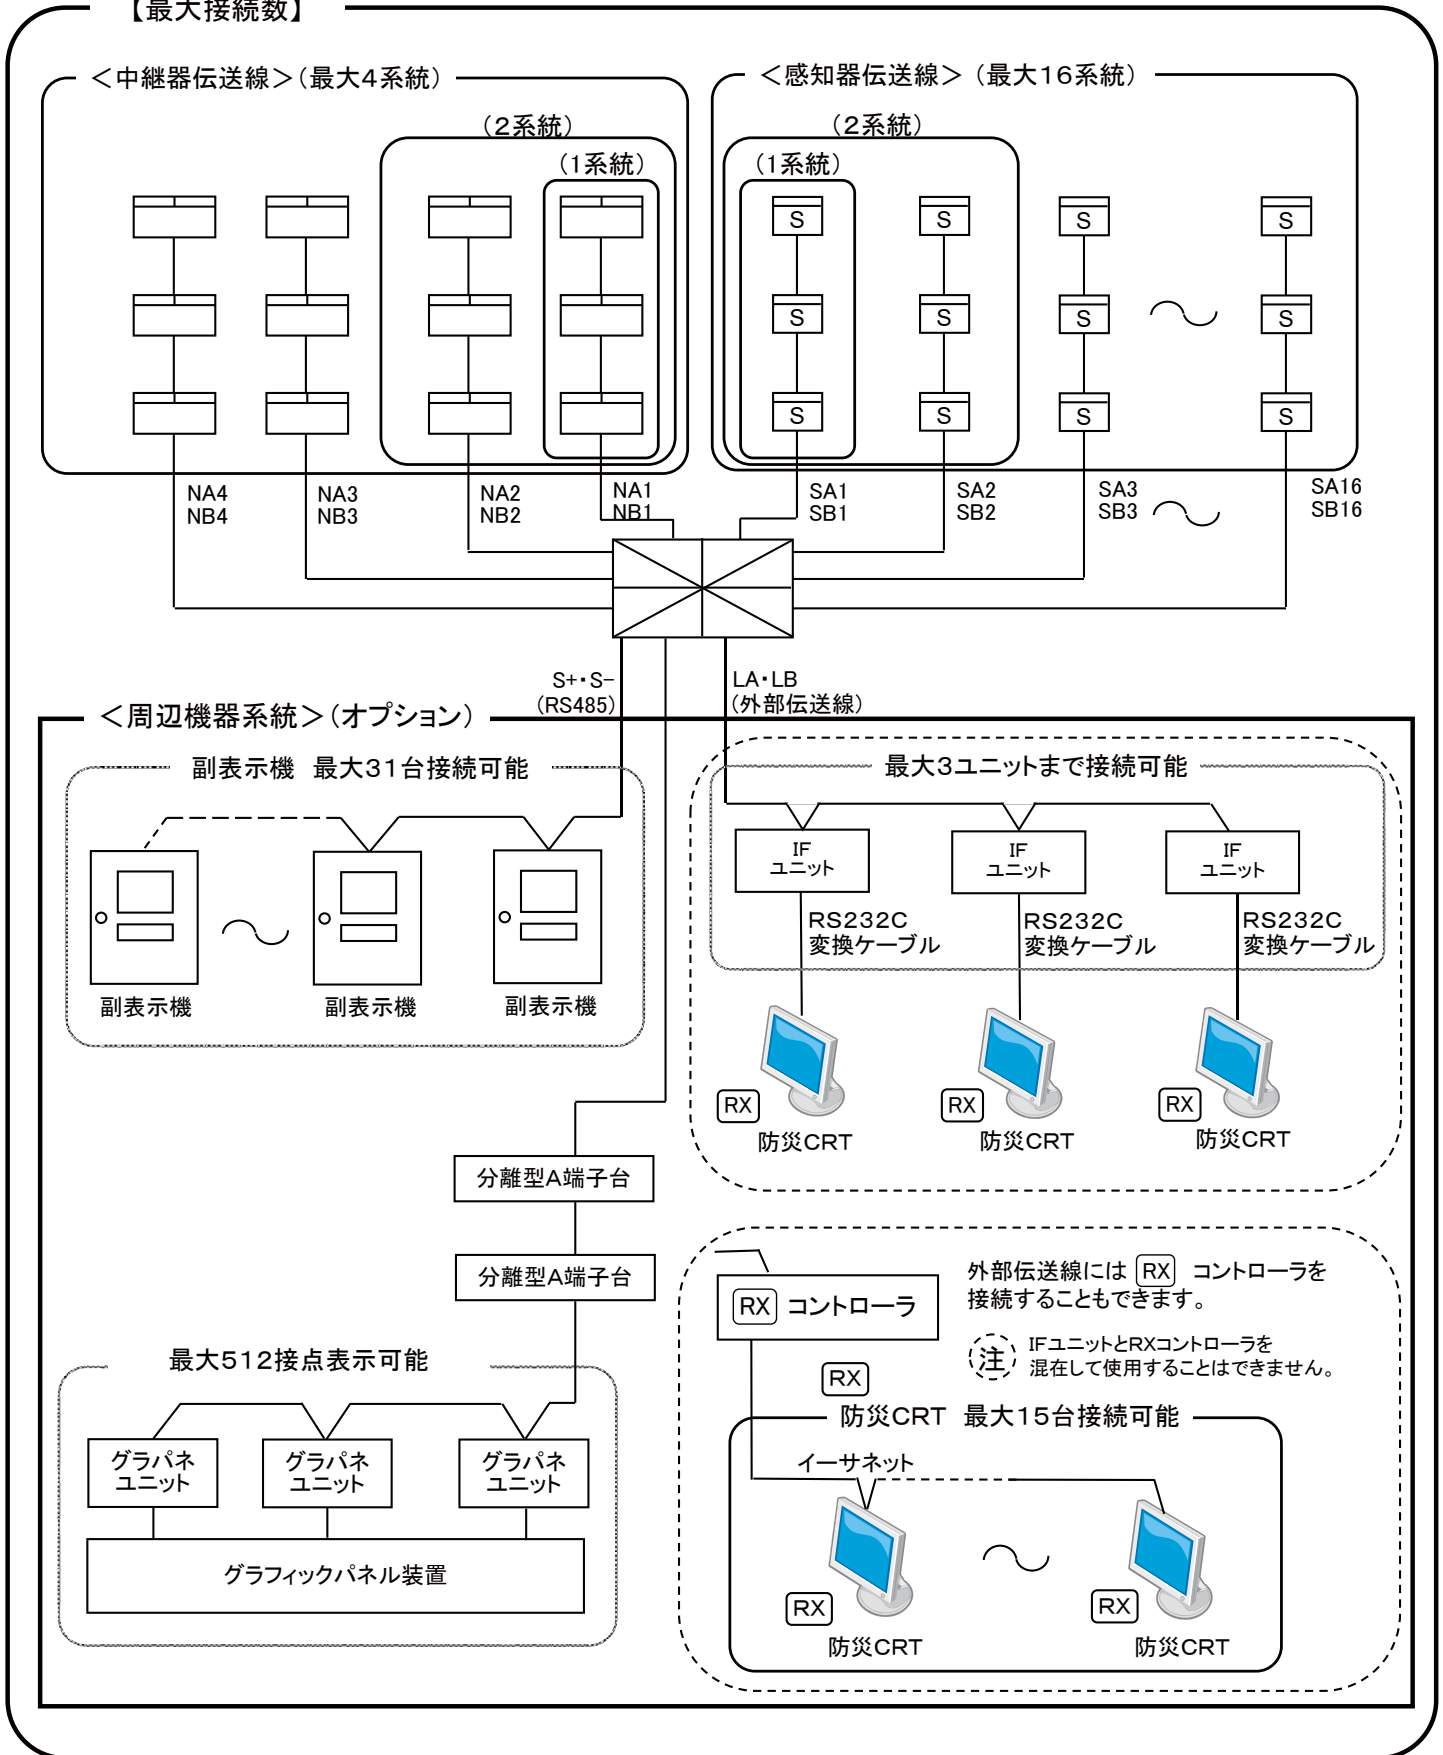 【最大接続数】
＜中継器伝送線＞（最大4系統）
＜感知器伝送線＞（最大16系統）
（2系統）
（2系統）
（1系統）
（1系統）
S
S
S
S
S
S
S
S
S
S
S
S
NA4
NB4
NA3
NB3
NA2
NB2
NA1
NB1
SA1
SB1
SA2
SB2
SA3
SB3
SA16
SB16
S+・S-
（RS485）
LA・LB
（外部伝送線）
＜周辺機器系統＞（オプション）
副表示機　最大31台接続可能
副表示機
副表示機
副表示機
最大3ユニットまで接続可能
IF
ユニット
IF
ユニット
IF
ユニット
RS232C
変換ケーブル
RS232C
変換ケーブル
RS232C
変換ケーブル
RX
RX
RX
防災CRT
防災CRT
防災CRT
分離型A端子台
分離型A端子台
最大512接点表示可能
グラパネ
ユニット
グラパネ
ユニット
グラパネ
ユニット
グラフィックパネル装置
RX コントローラ
外部伝送線には RX コントローラを
接続することもできます。
注 IFユニットとRXコントローラを
混在して使用することはできません。
RX
防災CRT　最大15台接続可能
イーサネット
RX
RX
防災CRT
防災CRT